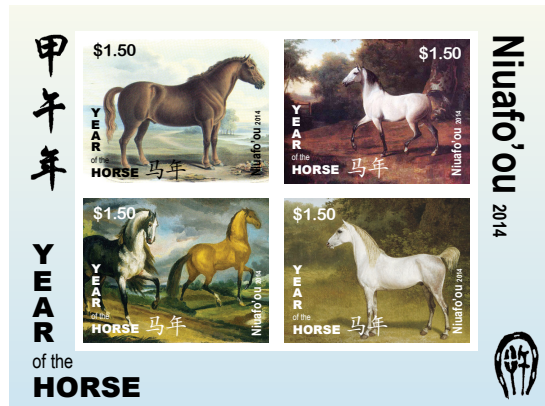 甲
午
年
YEAR
of the
HORSE
$1.50
YEAR
of the
HORSE 马年
Niuafo'ou 2014
$1.50
YEAR
of the
HORSE 马年
Niuafo'ou 2014
$1.50
YEAR
of the
HORSE 马年
Niuafo'ou 2014
$1.50
YEAR
of the
HORSE 马年
Niuafo'ou 2014
Niuafo'ou 2014